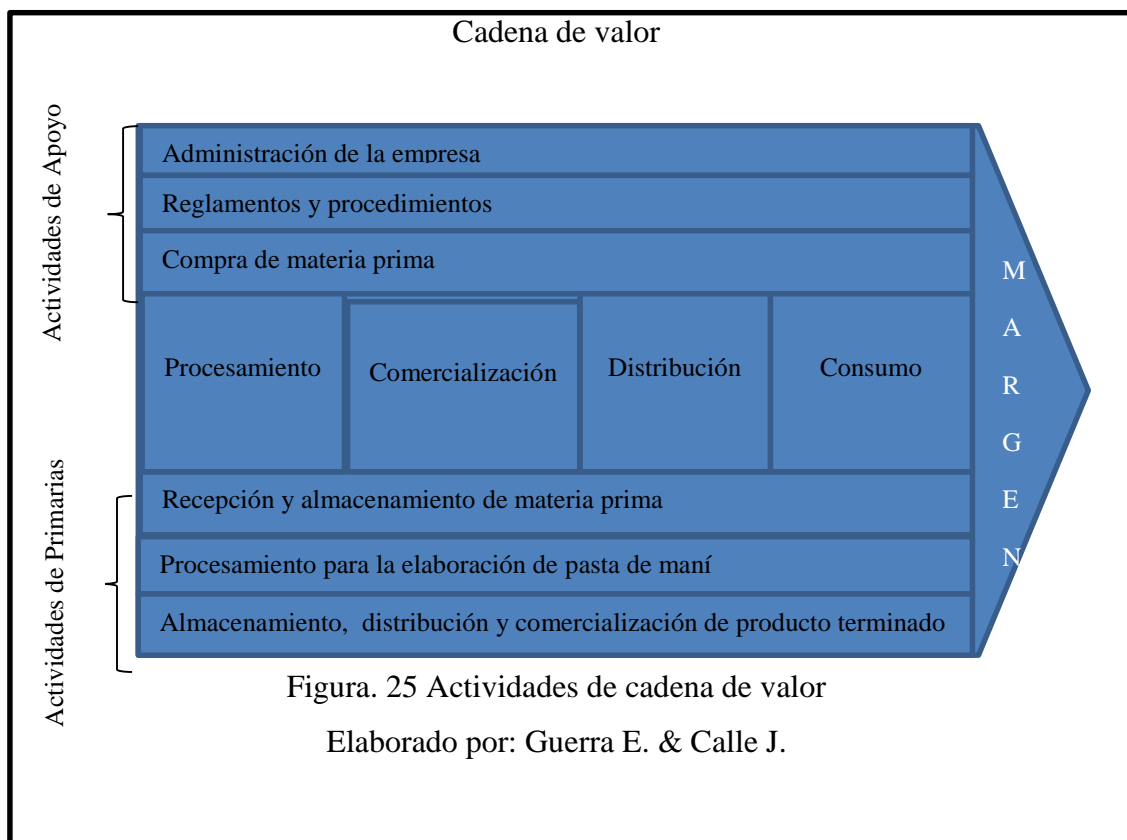 Cadena de valor
Actividades de Apoyo
Administración de la empresa
Reglamentos y procedimientos
Compra de materia prima
Procesamiento
Comercialización
Distribución
Consumo
MARGEN
Actividades de Primarias
Recepción y almacenamiento de materia prima
Procesamiento para la elaboración de pasta de maní
Almacenamiento, distribución y comercialización de producto terminado
Figura. 25 Actividades de cadena de valor
Elaborado por: Guerra E. & Calle J.